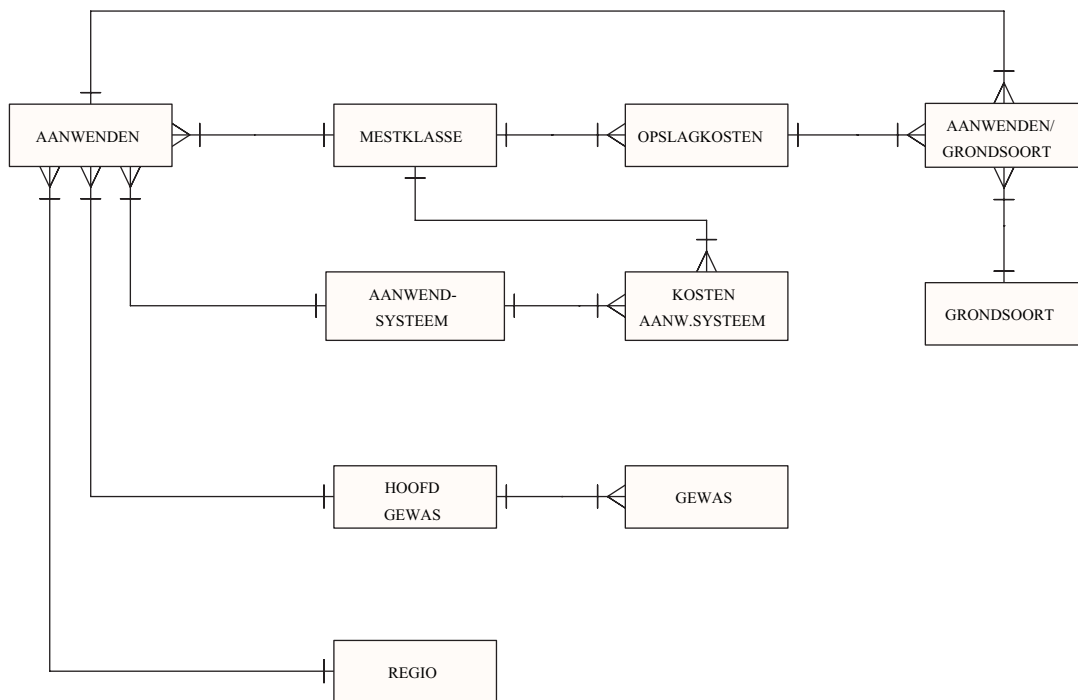 AANWENDEN
MESTKLASSE
OPSLAGKOSTEN
AANWENDEN/
GRONDSOORT
AANWEND-
SYSTEEM
KOSTEN
AANW.SYSTEEM
GRONDSOORT
HOOFD
GEWAS
GEWAS
REGIO